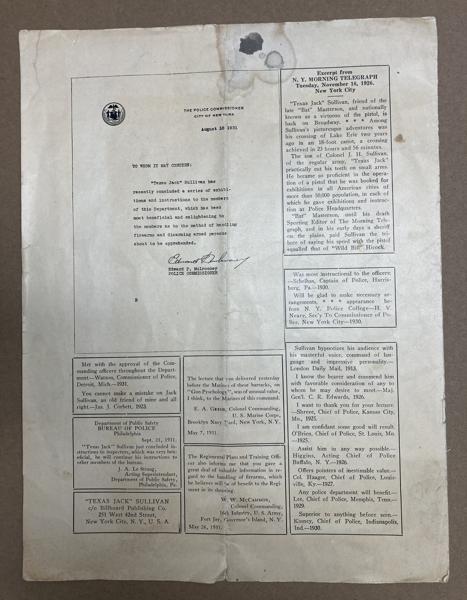 THE POLICE COMMISSIONER
CITY OF NEW YORK
August 28 1931
TO WHOM IT MAY CONCERN:
"Texas Jack" Sullivan has
recently concluded a series of exhibi-
tions and instructions to the members
of this Department, which has been
most beneficial and enlightening to
the members as to the method of handling
firearms and disarming armed persons
about to be apprehended.
Edward P. Mulrooney
POLICE COMMISSIONER
Excerpt from
N. Y. MORNING TELEGRAPH
Tuesday, November 16, 1926.
New York City
"Texas Jack" Sullivan, friend of the
late "Bat" Masterson, and nationally
known as a virtuoso of the pistol, is
back on Broadway. * * * Among
Sullivan's picturesque adventures was
his crossing of Lake Erie two years
ago in an 18-foot canoe, a crossing
achieved in 23 hours and 56 minutes.
The son of Colonel J. H. Sullivan,
of the regular army, "Texas Jack"
practically cut his teeth on small arms.
He became so proficient in the opera-
tion of a pistol that he was booked for
exhibitions in all American cities of
more than 50,000 population, in each of
which he gave exhibitions and instruc-
tion at Police Headquarters.
"Bat" Masterson, until his death
Sporting Editor of The Morning Tele-
graph, and in his early days a sheriff
on the plains, paid Sullivan the tri-
bute of saying his speed with the pistol
equalled that of "Wild Bill" Hicock.
Was most instructional to the officers.
Captain of Police, Harris-
berg, Pa.—1930.
Will be glad to make necessary ar-
rangements, * * * appearance be-
fore N. Y. Police College—H. V.
Sec'y To Commissioner of Po-
lice, New York City—1930.
Met with the approval of the Com-
manding officers throughout the Depart-
ment.—Watson, Commissioner of Police,
Detroit, Mich.—1931.
You cannot make a mistake on Jack
Sullivan, an old friend of mine and all
right.—Jas. J. Corbett, 1923.
Department of Public Safety
BUREAU OF POLICE
Philadelphia
Sept. 21, 1931.
"Texas Jack" Sullivan just concluded in-
structions to inspectors, which was very ben-
eficial, he will continue his instructions to
other members of the bureau.
J. A. Le Strange,
Acting Superintendent,
Department of Public Safety,
Philadelphia, Pa.
"TEXAS JACK" SULLIVAN
c/o Billboard Publishing Co.
251 West 42nd Street,
New York City, N. Y., U. S. A.
The lecture that you delivered yesterday
before the Marines of these barracks, on
"Gun Psychology", was of unusual value,
I think, to the Marines of this command.
E. A. Greene, Colonel Commanding,
U. S. Marine Corps,
Brooklyn Navy Yard, New York, N. Y.
May 7, 1931.
The Regimental Plans and Training Offi-
cer also informs me that you gave a
great deal of valuable information in re-
gard to the handling of firearms, which
he believes will be of benefit to the Regi-
ment in its shooting.
W. W. McCammon,
Colonel Commanding,
16th Infantry, U. S. Army,
Fort Jay, Governor's Island, N. Y.
May 26, 1931.
Sullivan hypnotizes his audience with
his masterful voice, command of lan-
guage and impressive personality.—
London Daily Mail, 1913.
I know the bearer and commend him
with favorable consideration of any to
whom he may desire to meet—Maj.
Gen'l. C. R. Edwards, 1926.
I want to thank you for your lecture.
—Shreve, Chief of Police, Kansas City,
Mo., 1925.
I am confident some good will result.
O'Brien, Chief of Police, St. Louis, Mo.
—1925.
Assist him in any way possible.—
Higgins, Acting Chief of Police
Buffalo, N. Y.—1926.
Offers pointers of inestimable value.—
Col. Haager, Chief of Police, Louis-
ville, Ky.—1927.
Any police department will benefit.—
Lee, Chief of Police, Memphis, Tenn.—
1929.
Superior to anything before seen.—
Kinney, Chief of Police, Indianapolis,
Ind.—1930.